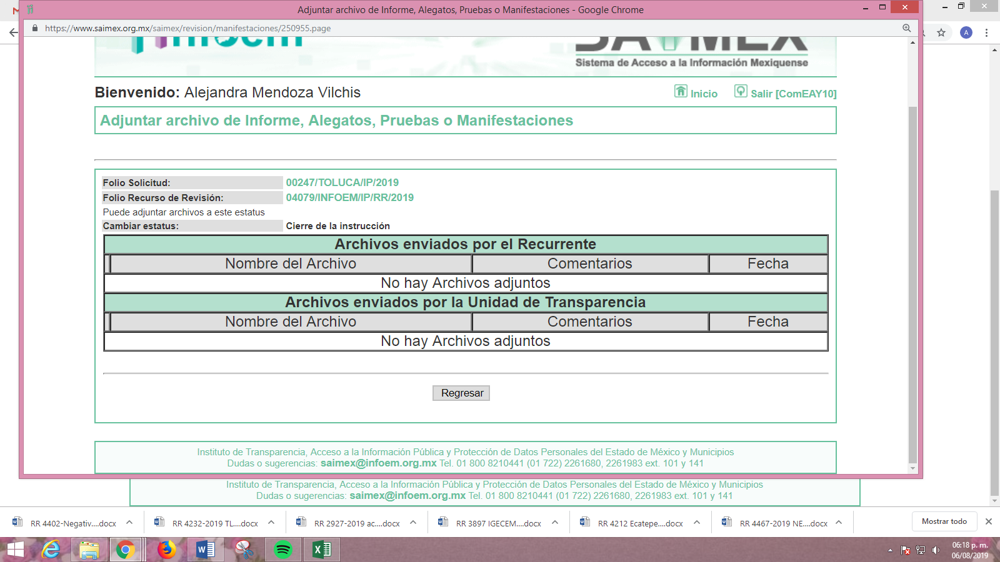 Adjuntar archivo de Informe, Alegatos, Pruebas o Manifestaciones - Google Chrome
https://www.saimex.org.mx/saimex/revision/manifestaciones/250955.page
A
infoem
SAIMEX
Sistema de Acceso a la Información Mexiquense
Bienvenido: Alejandra Mendoza Vilchis
Inicio
Salir [ComEAY10]
Adjuntar archivo de Informe, Alegatos, Pruebas o Manifestaciones
Folio Solicitud: 00247/TOLUCA/IP/2019
Folio Recurso de Revisión: 04079/INFOEM/IP/RR/2019
Puede adjuntar archivos a este estatus
Cambiar estatus: Cierre de la instrucción
Archivos enviados por el Recurrente
Nombre del Archivo Comentarios Fecha
No hay Archivos adjuntos
Archivos enviados por la Unidad de Transparencia
Nombre del Archivo Comentarios Fecha
No hay Archivos adjuntos
Regresar
Instituto de Transparencia, Acceso a la Información Pública y Protección de Datos Personales del Estado de México y Municipios
Dudas o sugerencias: saimex@infoem.org.mx Tel. 01 800 8210441 (01 722) 2261680, 2261983 ext. 101 y 141
Instituto de Transparencia, Acceso a la Información Pública y Protección de Datos Personales del Estado de México y Municipios
Dudas o sugerencias: saimex@infoem.org.mx Tel. 01 800 8210441 (01 722) 2261680, 2261983 ext. 101 y 141
RR 4402-Negativ....docx
RR 4232-2019 TL....docx
RR 2927-2019 ac....docx
RR 3897 IGECEM....docx
RR 4212 Ecatepe....docx
RR 4467-2019 NE....docx
Mostrar todo
06:18 p. m.
06/08/2019